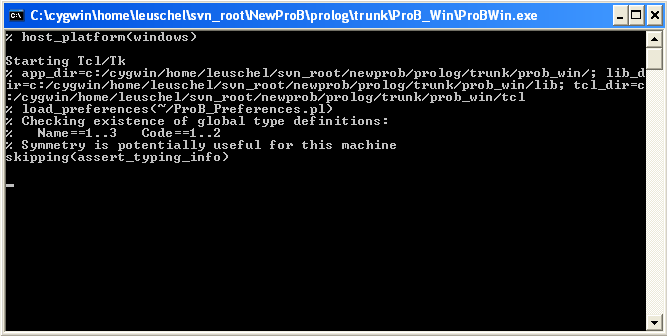 C:\cygwin\home\leuschel\svn_root\NewProB\prolog\trunk\ProB_Win\ProBWin.exe
% host_platform(windows)
Starting Tcl/Tk
% app_dir=c:/cygwin/home/leuschel/svn_root/newprob/prolog/trunk/prob_win/; lib_d
ir=c:/cygwin/home/leuschel/svn_root/newprob/prolog/trunk/prob_win/lib; tcl_dir=c
:/cygwin/home/leuschel/svn_root/newprob/prolog/trunk/prob_win/tcl
% load_preferences(~/ProB_Preferences.pl)
% Checking existence of global type definitions:
%   Name==1..3   Code==1..2
% Symmetry is potentially useful for this machine
skipping(assert_typing_info)